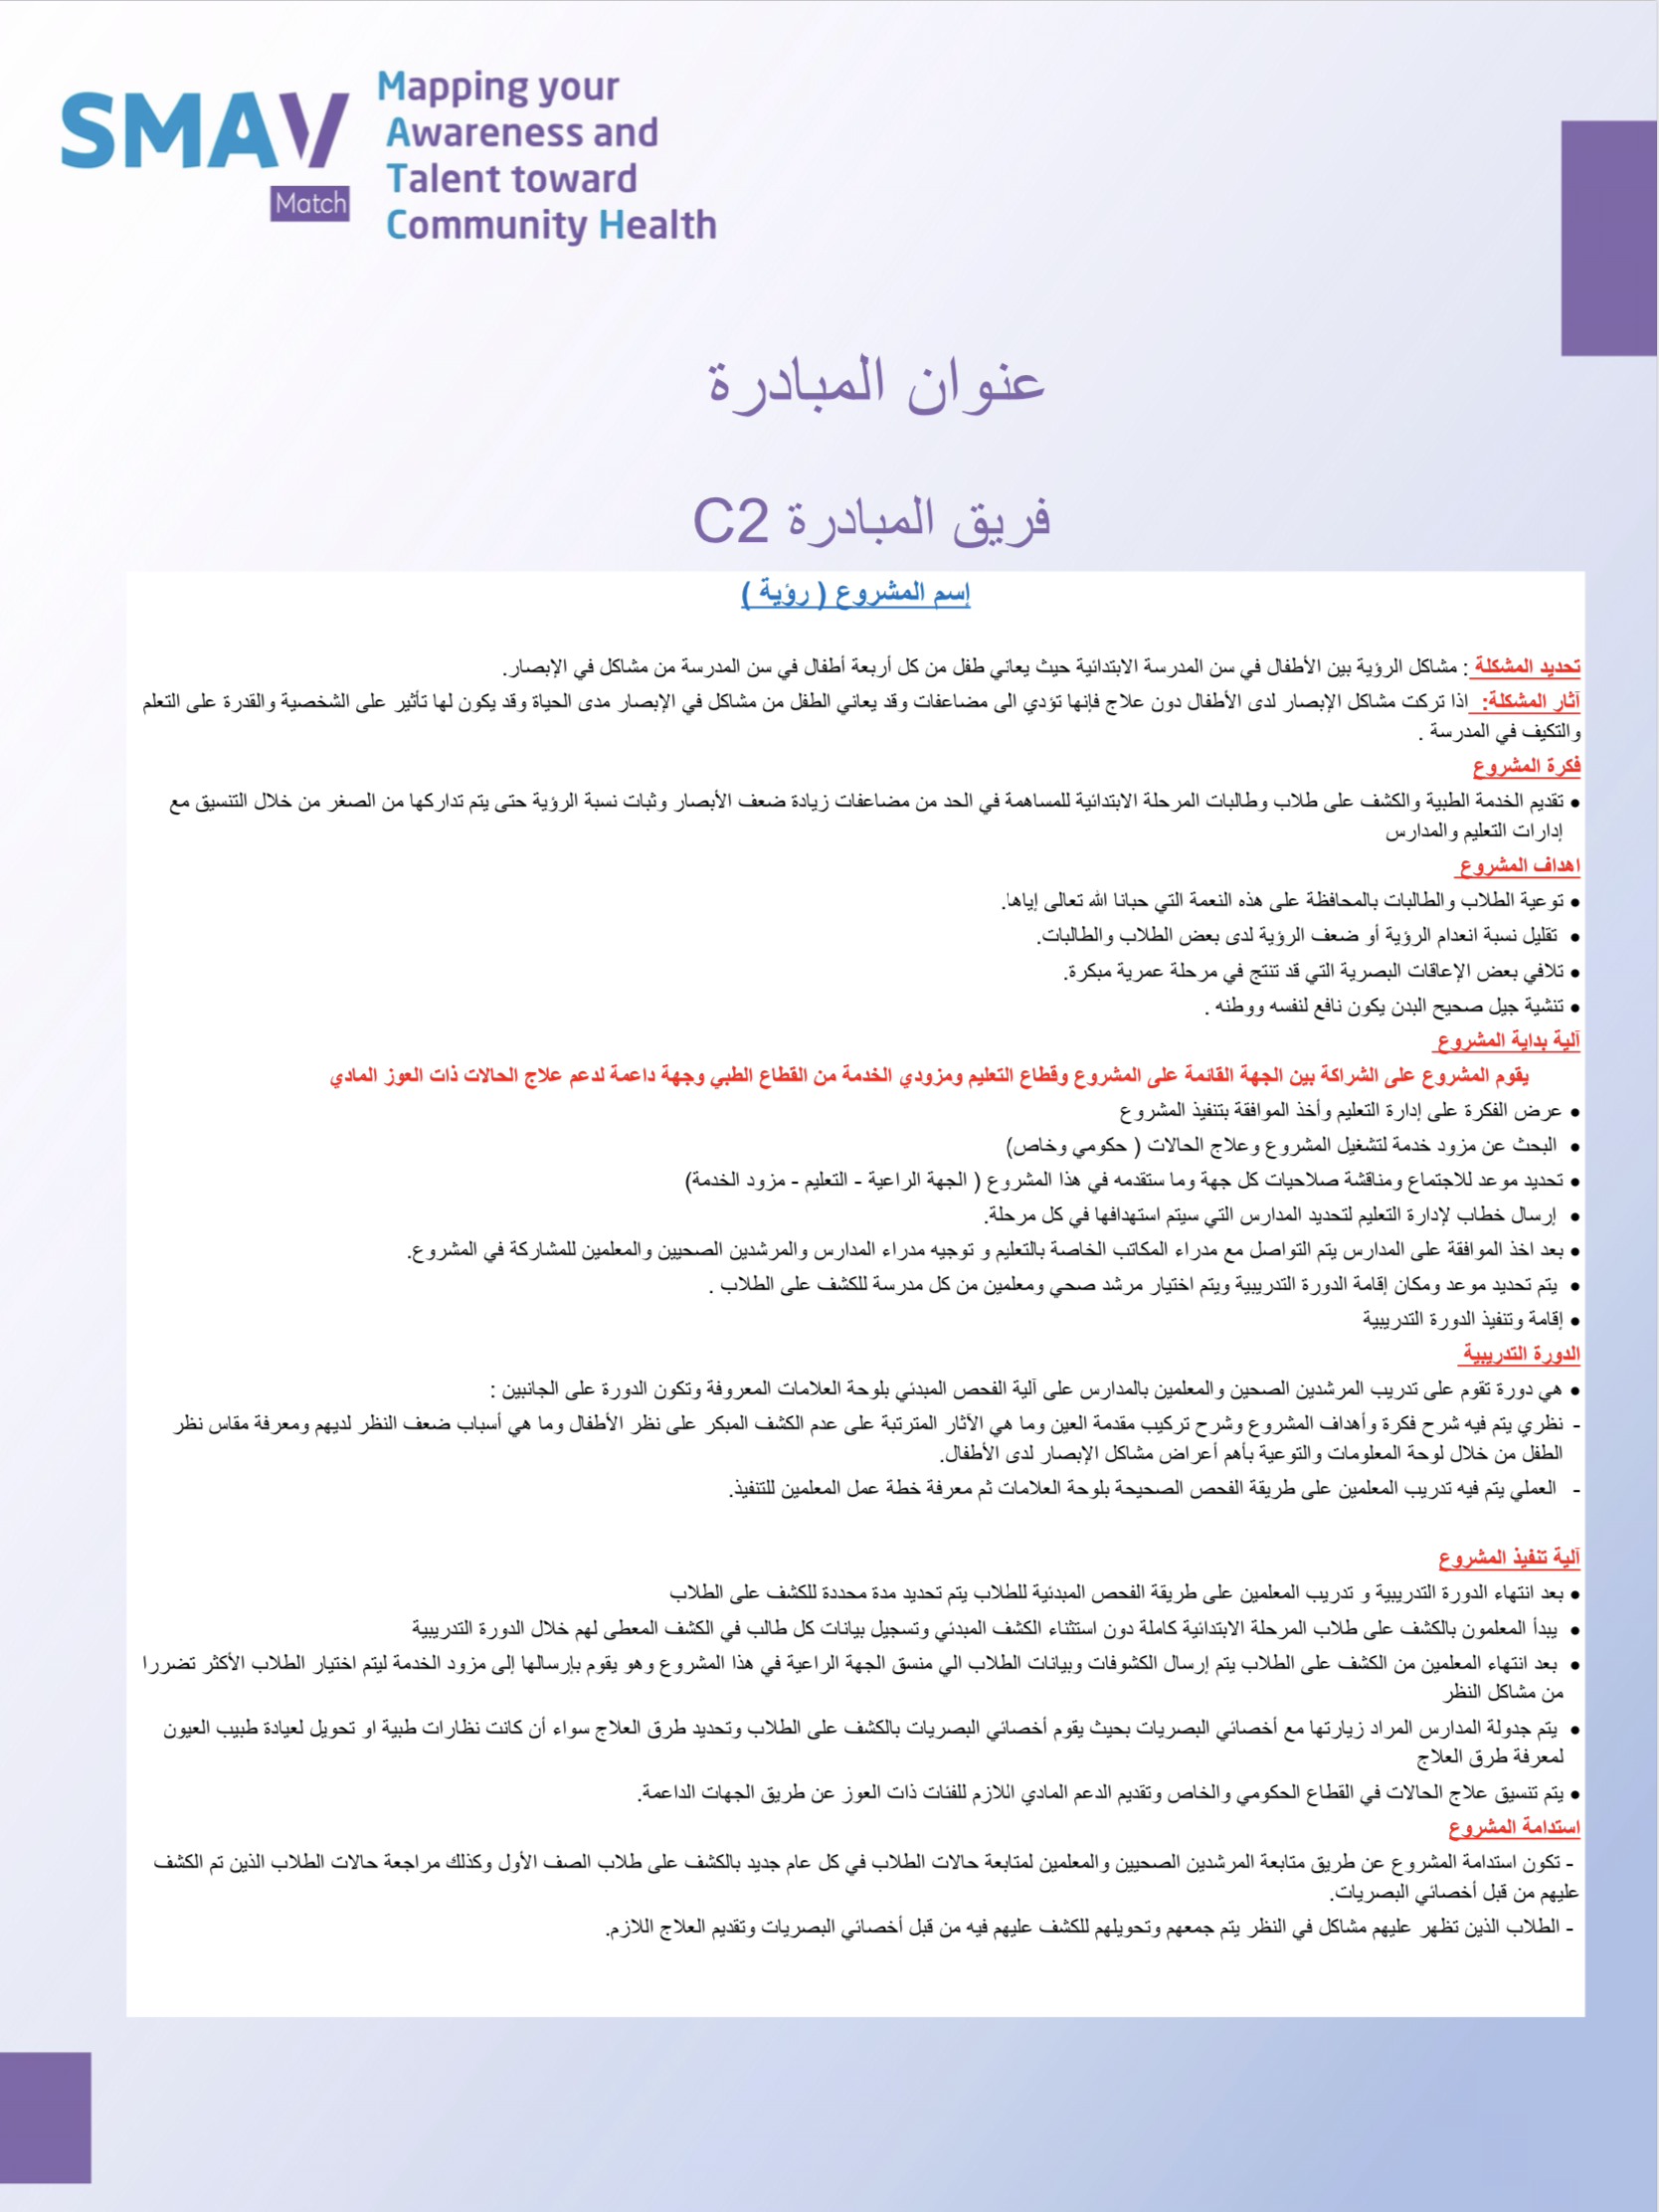 SMAV
Match
Mapping your
Awareness and
Talent toward
Community Health
عنوان المبادرة
فريق المبادرة C2
إسم المشروع ( رؤية )
تحديد المشكلة : مشاكل الرؤية بين الأطفال في سن المدرسة الابتدائية حيث يعاني طفل من كل أربعة أطفال في سن المدرسة من مشاكل في الإبصار.
آثار المشكلة: اذا تركت مشاكل الإبصار لدى الأطفال دون علاج فإنها تؤدي الى مضاعفات وقد يعاني الطفل من مشاكل في الإبصار مدى الحياة وقد يكون لها تأثير على الشخصية والقدرة على التعلم
والتكيف في المدرسة .
فكرة المشروع
• تقديم الخدمة الطبية والكشف على طلاب وطالبات المرحلة الابتدائية للمساهمة في الحد من مضاعفات زيادة ضعف الأبصار وثبات نسبة الرؤية حتى يتم تداركها من الصغر من خلال التنسيق مع
إدارات التعليم والمدارس
اهداف المشروع
• توعية الطلاب والطالبات بالمحافظة على هذه النعمة التي حبانا الله تعالى إياها.
• تقليل نسبة انعدام الرؤية أو ضعف الرؤية لدى بعض الطلاب والطالبات.
• تلافي بعض الإعاقات البصرية التي قد تنتج في مرحلة عمرية مبكرة.
• تنشية جيل صحيح البدن يكون نافع لنفسه ووطنه .
آلية بداية المشروع
يقوم المشروع على الشراكة بين الجهة القائمة على المشروع وقطاع التعليم ومزودي الخدمة من القطاع الطبي وجهة داعمة لدعم علاج الحالات ذات العوز المادي
• عرض الفكرة على إدارة التعليم وأخذ الموافقة بتنفيذ المشروع
• البحث عن مزود خدمة لتشغيل المشروع وعلاج الحالات ( حكومي وخاص)
• تحديد موعد للاجتماع ومناقشة صلاحيات كل جهة وما ستقدمه في هذا المشروع ( الجهة الراعية - التعليم - مزود الخدمة)
• إرسال خطاب لإدارة التعليم لتحديد المدارس التي سيتم استهدافها في كل مرحلة.
• بعد اخذ الموافقة على المدارس يتم التواصل مع مدراء المكاتب الخاصة بالتعليم و توجيه مدراء المدارس والمرشدين الصحيين والمعلمين للمشاركة في المشروع.
• يتم تحديد موعد ومكان إقامة الدورة التدريبية ويتم اختيار مرشد صحي ومعلمين من كل مدرسة للكشف على الطلاب .
• إقامة وتنفيذ الدورة التدريبية
الدورة التدريبية
• هي دورة تقوم على تدريب المرشدين الصحين والمعلمين بالمدارس على آلية الفحص المبدئي بلوحة العلامات المعروفة وتكون الدورة على الجانبين :
- نظري يتم فيه شرح فكرة وأهداف المشروع وشرح تركيب مقدمة العين وما هي الآثار المترتبة على عدم الكشف المبكر على نظر الأطفال وما هي أسباب ضعف النظر لديهم ومعرفة مقاس نظر
الطفل من خلال لوحة المعلومات والتوعية بأهم أعراض مشاكل الإبصار لدى الأطفال.
- العملي يتم فيه تدريب المعلمين على طريقة الفحص الصحيحة بلوحة العلامات ثم معرفة خطة عمل المعلمين للتنفيذ.
آلية تنفيذ المشروع
• بعد انتهاء الدورة التدريبية و تدريب المعلمين على طريقة الفحص المبدئية للطلاب يتم تحديد مدة محددة للكشف على الطلاب
• يبدأ المعلمون بالكشف على طلاب المرحلة الابتدائية كاملة دون استثناء الكشف المبدئي وتسجيل بيانات كل طالب في الكشف المعطى لهم خلال الدورة التدريبية
• بعد انتهاء المعلمين من الكشف على الطلاب يتم إرسال الكشوفات وبيانات الطلاب الي منسق الجهة الراعية في هذا المشروع وهو يقوم بإرسالها إلى مزود الخدمة ليتم اختيار الطلاب الأكثر تضررا
من مشاكل النظر
• يتم جدولة المدارس المراد زيارتها مع أخصائي البصريات بحيث يقوم أخصائي البصريات بالكشف على الطلاب وتحديد طرق العلاج سواء أن كانت نظارات طبية او تحويل لعيادة طبيب العيون
لمعرفة طرق العلاج
• يتم تنسيق علاج الحالات في القطاع الحكومي والخاص وتقديم الدعم المادي اللازم للفئات ذات العوز عن طريق الجهات الداعمة.
استدامة المشروع
- تكون استدامة المشروع عن طريق متابعة المرشدين الصحيين والمعلمين لمتابعة حالات الطلاب في كل عام جديد بالكشف على طلاب الصف الأول وكذلك مراجعة حالات الطلاب الذين تم الكشف
عليهم من قبل أخصائي البصريات.
- الطلاب الذين تظهر عليهم مشاكل في النظر يتم جمعهم وتحويلهم للكشف عليهم فيه من قبل أخصائي البصريات وتقديم العلاج اللازم.